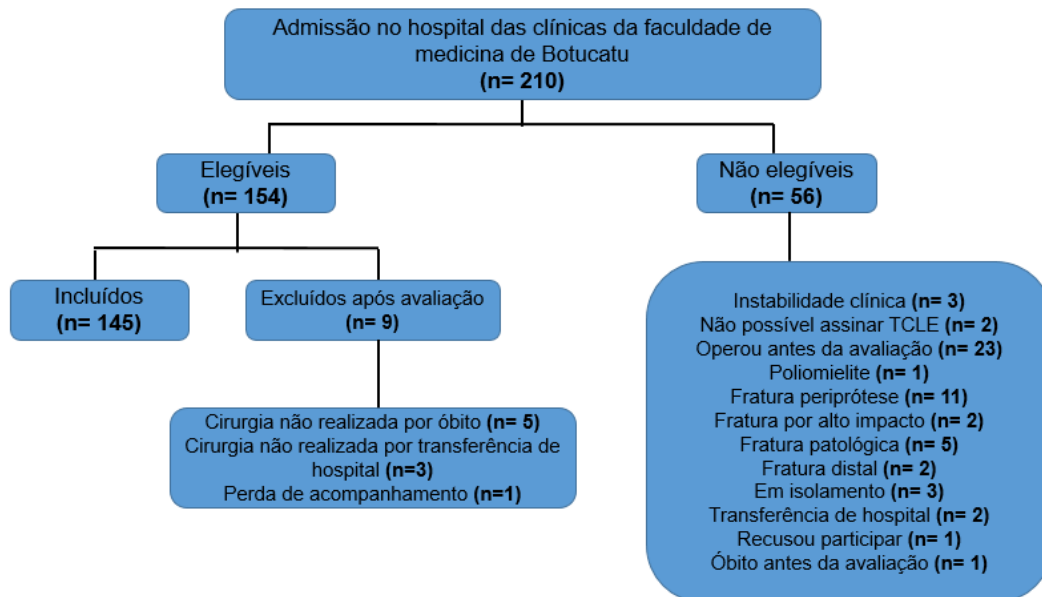 Admissão no hospital das clínicas da faculdade de
medicina de Botucatu
(n= 210)
Elegíveis
(n= 154)
Não elegíveis
(n= 56)
Incluídos
(n= 145)
Excluídos após avaliação
(n= 9)
Cirurgia não realizada por óbito (n= 5)
Cirurgia não realizada por transferência de
hospital (n=3)
Perda de acompanhamento (n=1)
Instabilidade clínica (n= 3)
Não possível assinar TCLE (n= 2)
Operou antes da avaliação (n= 23)
Poliomielite (n= 1)
Fratura periprótese (n= 11)
Fratura por alto impacto (n= 2)
Fratura patológica (n= 5)
Fratura distal (n= 2)
Em isolamento (n= 3)
Transferência de hospital (n= 2)
Recusou participar (n= 1)
Óbito antes da avaliação (n= 1)